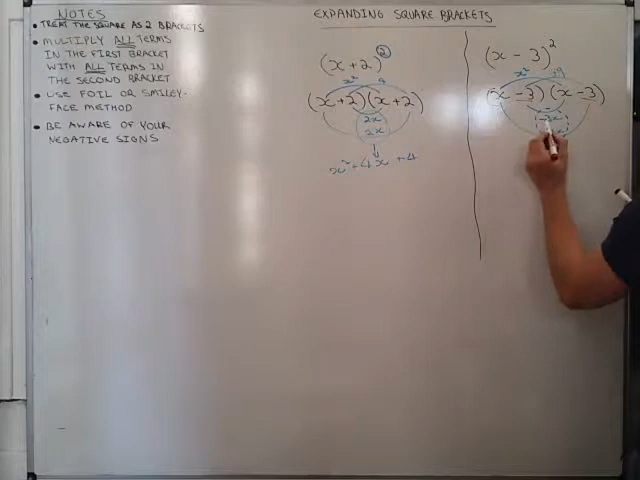 NOTES
• TREAT THE SQUARE AS 2 BRACKETS
• MULTIPLY ALL TERMS
IN THE FIRST BRACKET
WITH ALL TERMS IN
THE SECOND BRACKET
• USE FOIL OR SMILEY-
FACE METHOD
• BE AWARE OF YOUR
NEGATIVE SIGNS
EXPANDING SQUARE BRACKETS
(x + 2)²
x² 4
(x+2)(x+2)
2x
2x
x² + 4x + 4
(x - 3)²
x²
(x-3)(x-3)
-3x